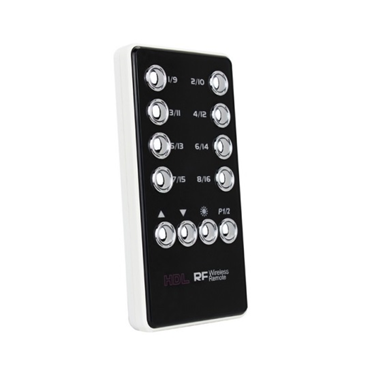 1/9 2/10
3/11 4/12
5/13 6/14
7/15 8/16
P1/2
HDL RF Wireless
Remote